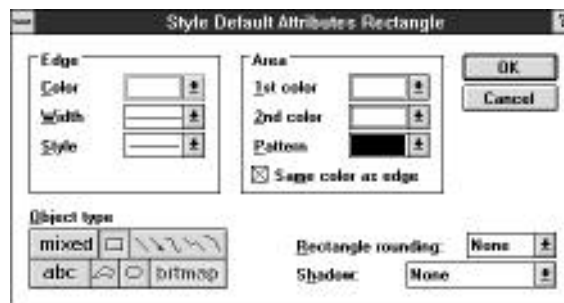 Style Default Attributes Rectangle
Edge
Color
Width
Style
Area
1st color
2nd color
Pattern
Same color as edge
OK
Cancel
Object type
mixed
abc
bitmap
Rectangle rounding: None
Shadow: None